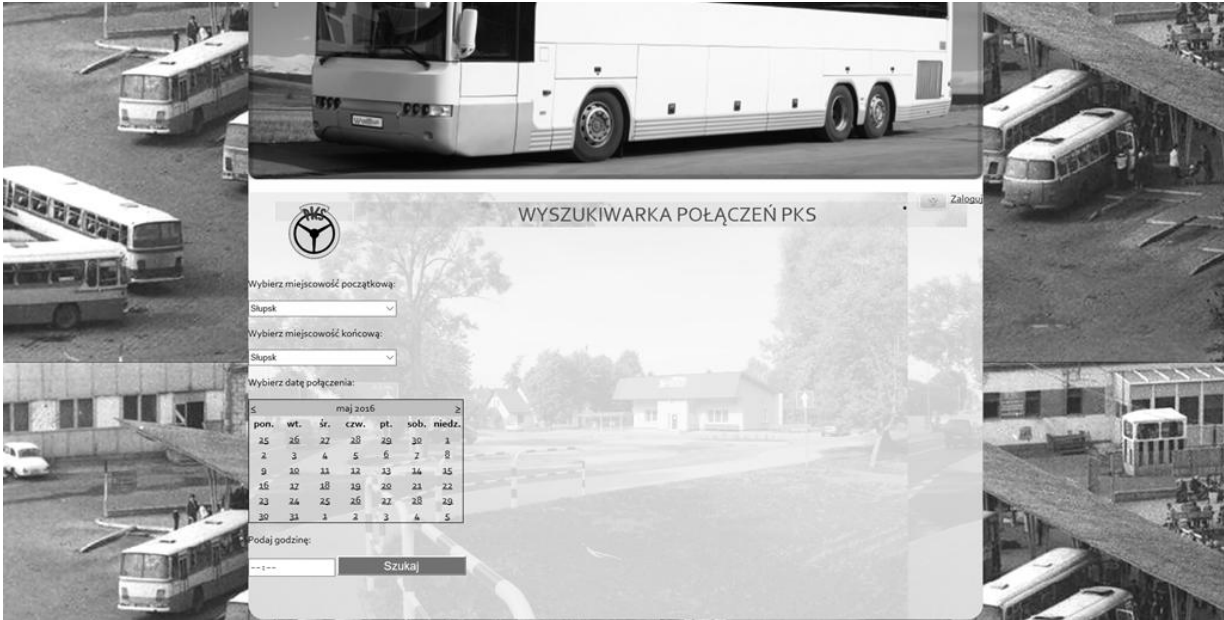 PKS
WYSZUKIWARKA POŁĄCZEŃ PKS
Zaloguj
Wybierz miejscowość początkową:
Słupsk
Wybierz miejscowość końcową:
Słupsk
Wybierz datę połączenia:
< maj 2016 >
pon. wt. śr. czw. pt. sob. niedz.
25 26 27 28 29 30 1
2 3 4 5 6 7 8
9 10 11 12 13 14 15
16 17 18 19 20 21 22
23 24 25 26 27 28 29
30 31 1 2 3 4 5
Podaj godzinę:
--:-- Szukaj